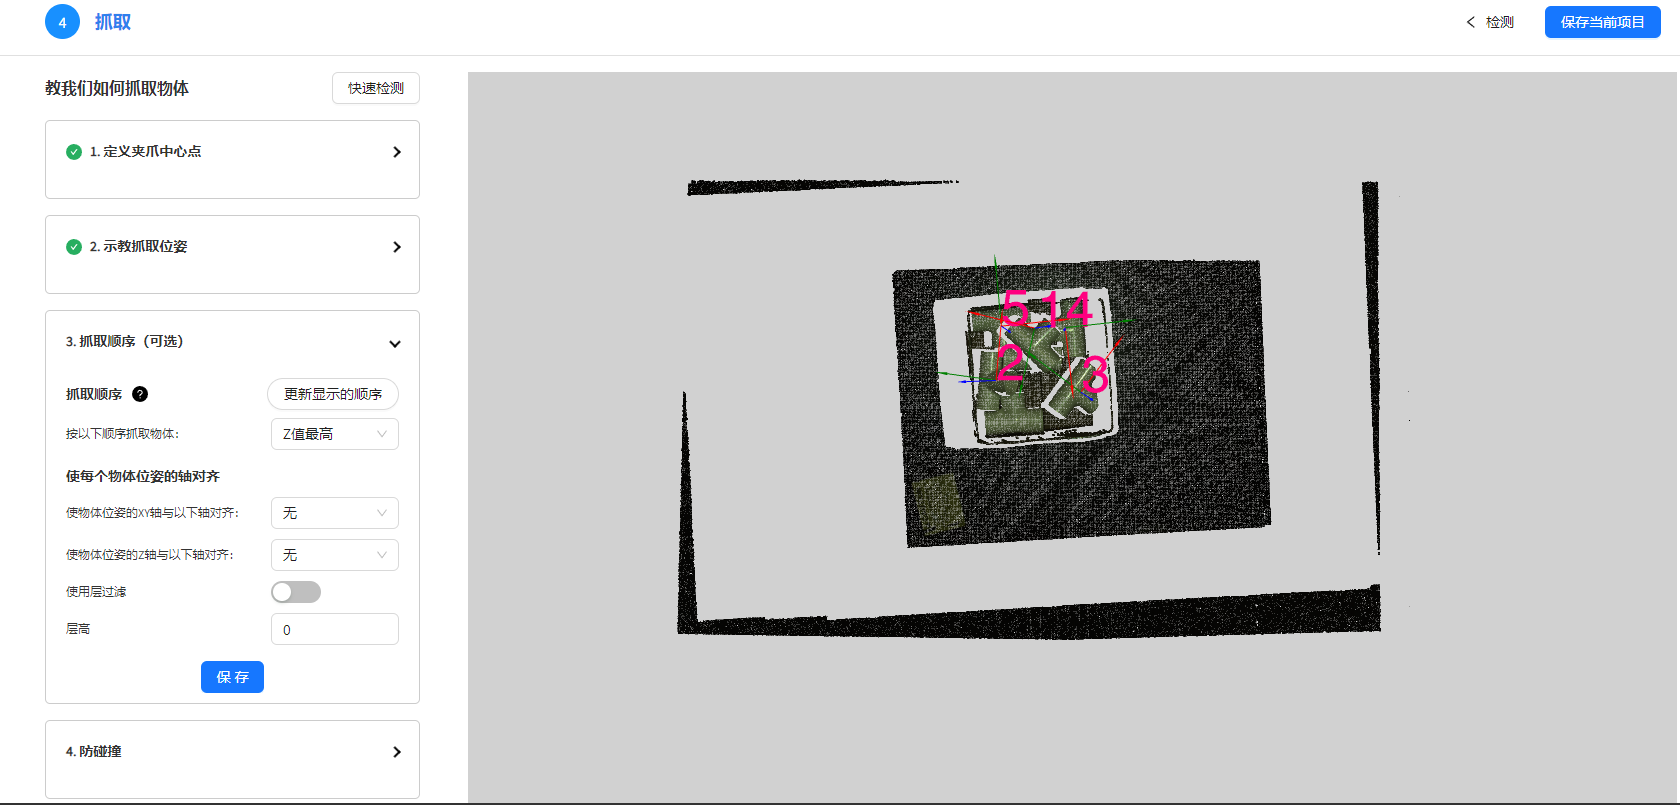 4 抓取
检测
保存当前项目
教我们如何抓取物体
快速检测
1. 定义夹爪中心点
2. 示教抓取位姿
3. 抓取顺序（可选）
抓取顺序 ?
更新显示的顺序
按以下顺序抓取物体:
Z值最高
使每个物体位姿的轴对齐
使物体位姿的XY轴与以下轴对齐:
无
使物体位姿的Z轴与以下轴对齐:
无
使用层过滤
层高
0
保存
4. 防碰撞
5 1 4
2
3